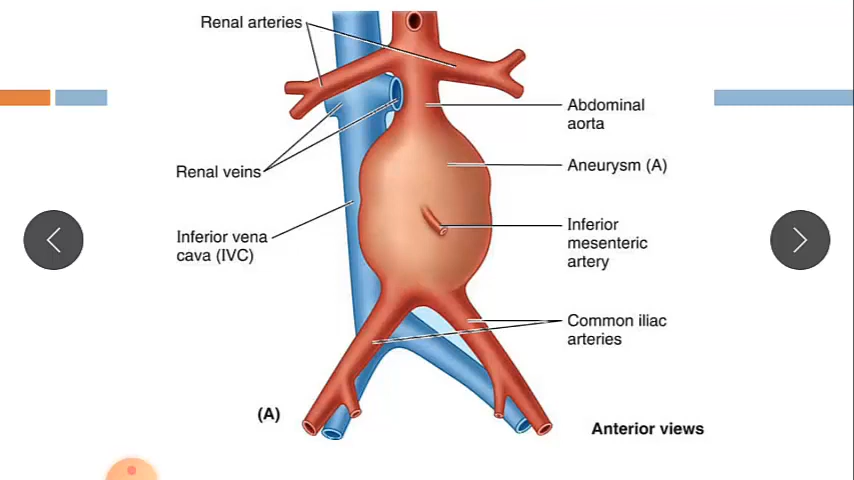 Renal arteries
Abdominal
aorta
Aneurysm (A)
Renal veins
Inferior
mesenteric
artery
Inferior vena
cava (IVC)
Common iliac
arteries
(A)
Anterior views